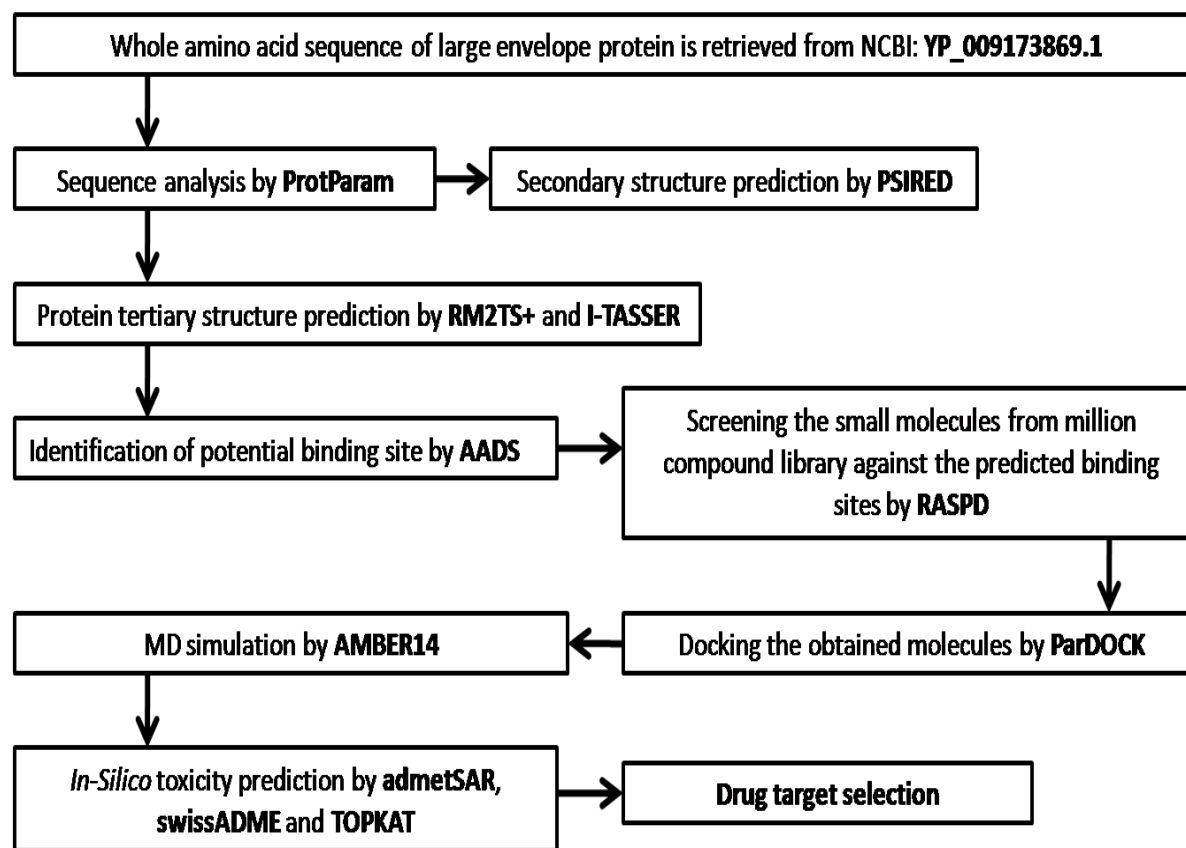 Whole amino acid sequence of large envelope protein is retrieved from NCBI: YP_009173869.1
Sequence analysis by ProtParam
Secondary structure prediction by PSIRED
Protein tertiary structure prediction by RM2TS+ and I-TASSER
Identification of potential binding site by AADS
Screening the small molecules from million
compound library against the predicted binding
sites by RASPD
Docking the obtained molecules by ParDOCK
MD simulation by AMBER14
In-Silico toxicity prediction by admetSAR,
swissADME and TOPKAT
Drug target selection